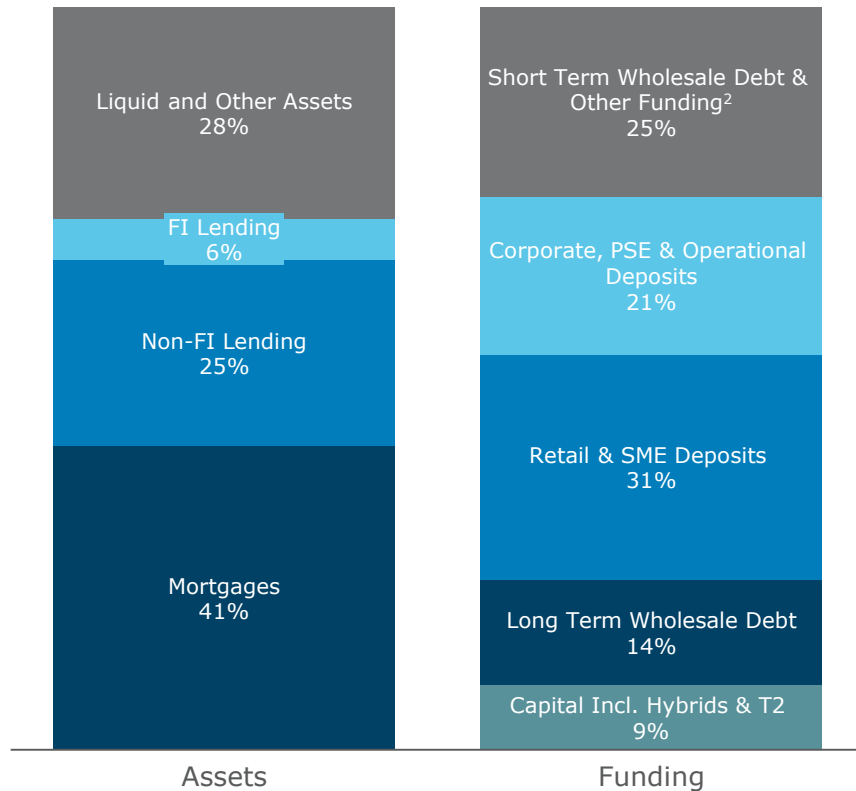 Liquid and Other Assets
28%
FI Lending
6%
Non-FI Lending
25%
Mortgages
41%
Short Term Wholesale Debt &
Other Funding²
25%
Corporate, PSE & Operational
Deposits
21%
Retail & SME Deposits
31%
Long Term Wholesale Debt
14%
Capital Incl. Hybrids & T2
9%
Assets
Funding